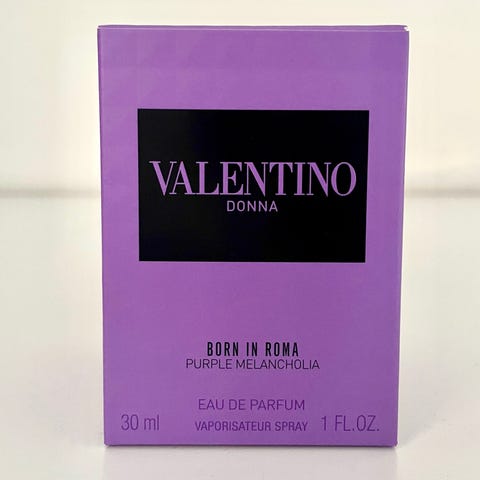 VALENTINO
DONNA
BORN IN ROMA
PURPLE MELANCHOLIA
EAU DE PARFUM
30 ml VAPORISATEUR SPRAY 1 FL.OZ.